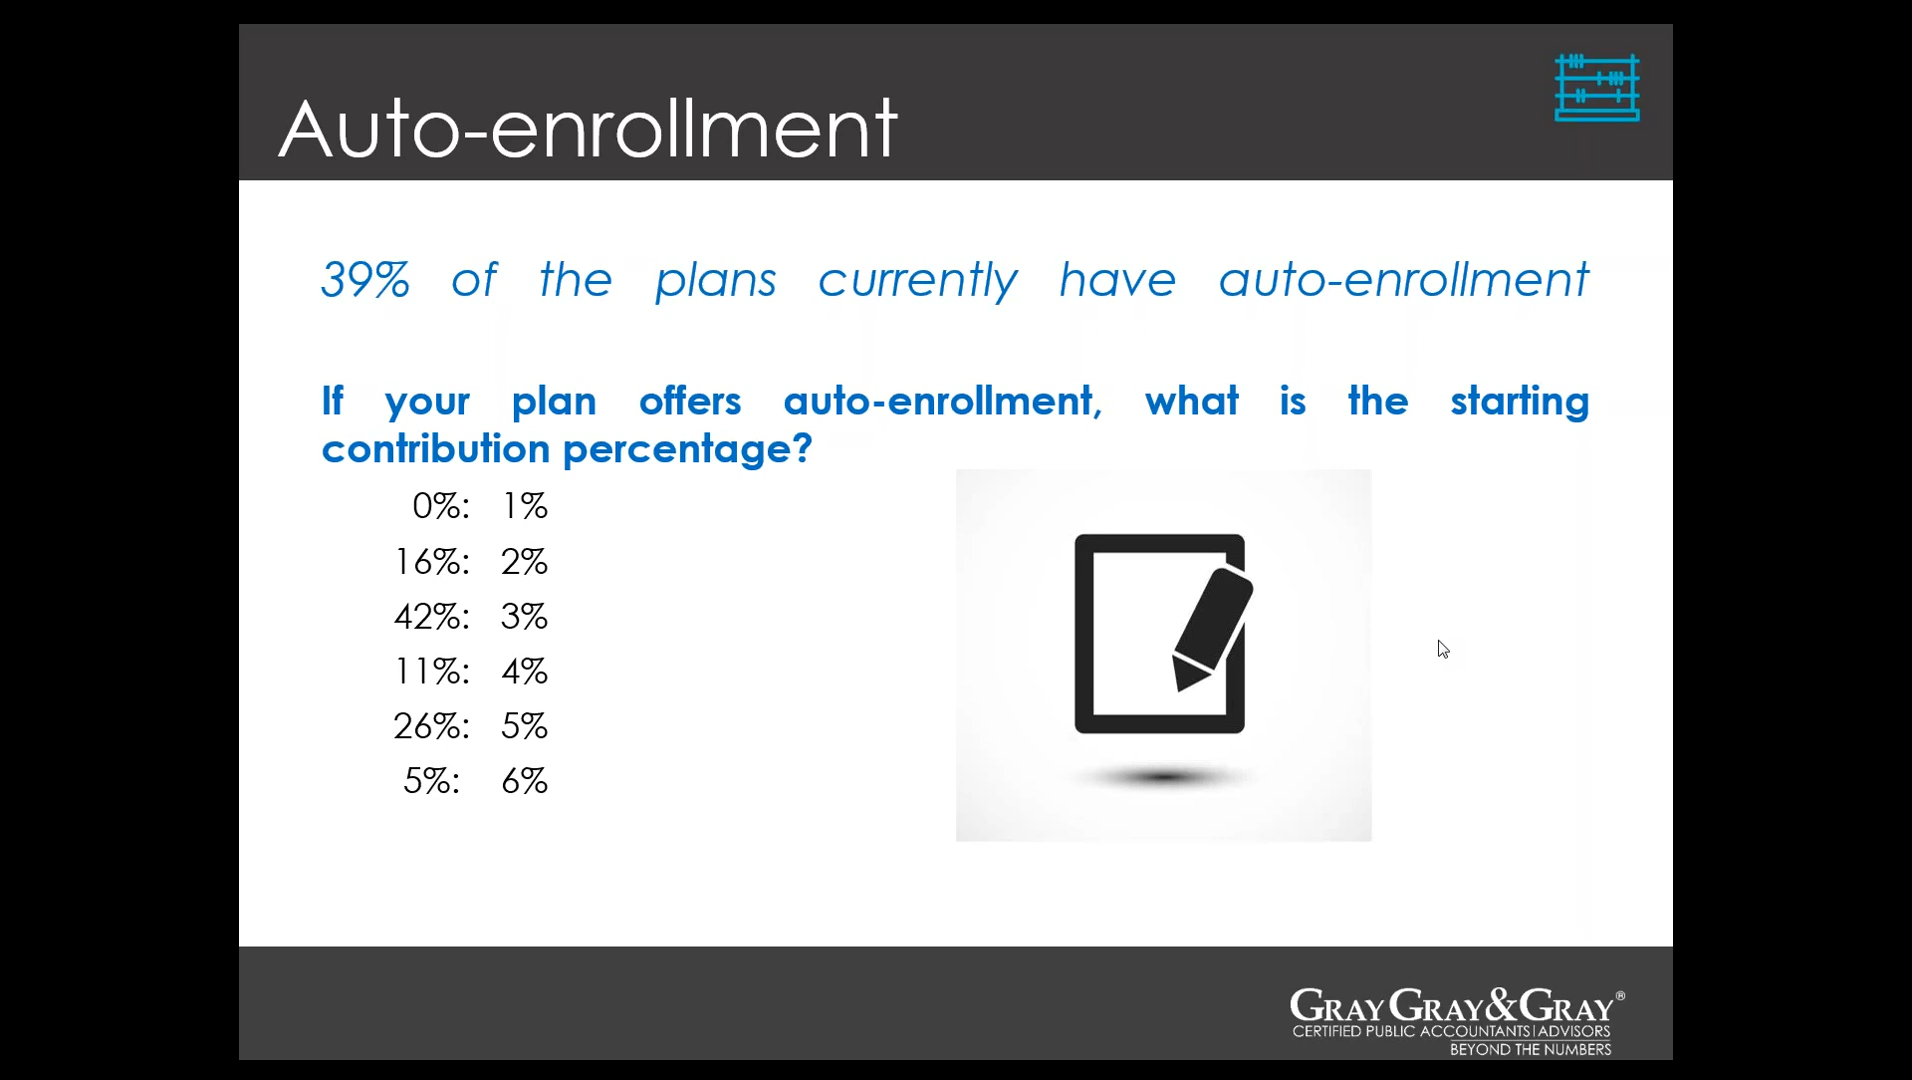 Auto-enrollment
39% of the plans currently have auto-enrollment
If your plan offers auto-enrollment, what is the starting
contribution percentage?
0%: 1%
16%: 2%
42%: 3%
11%: 4%
26%: 5%
5%: 6%
GRAY GRAY & GRAY®
CERTIFIED PUBLIC ACCOUNTANTS | ADVISORS
BEYOND THE NUMBERS